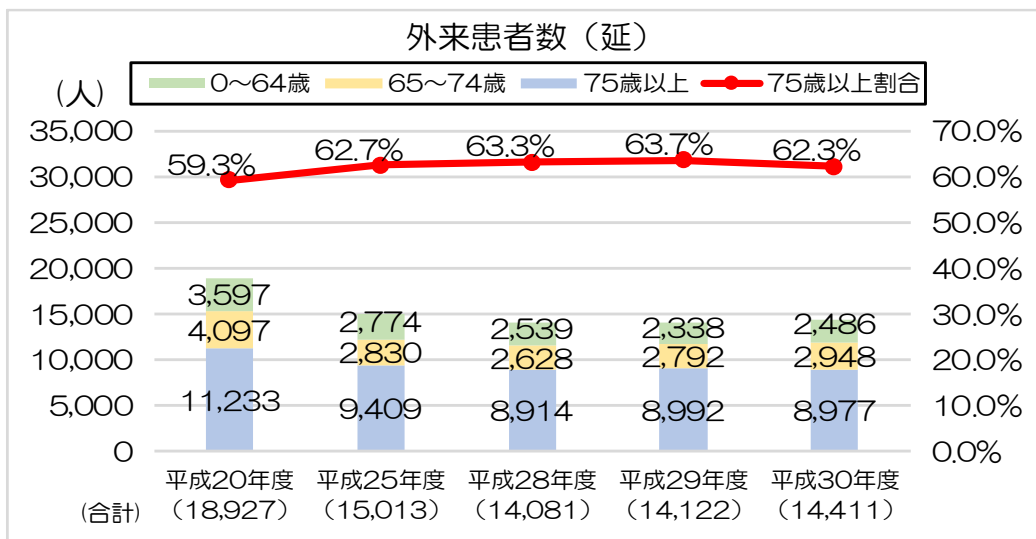 外来患者数（延）
(人)
0～64歳 65～74歳 75歳以上 75歳以上割合
35,000 70.0%
59.3% 62.7% 63.3% 63.7% 62.3%
30,000 60.0%
25,000 50.0%
20,000 40.0%
3,597
15,000 30.0%
2,774 2,539 2,338 2,486
4,097
2,830 2,628 2,792 2,948
10,000 20.0%
11,233 9,409 8,914 8,992 8,977
5,000 10.0%
0 0.0%
平成20年度 平成25年度 平成28年度 平成29年度 平成30年度
(合計) （18,927） （15,013） （14,081） （14,122） （14,411）